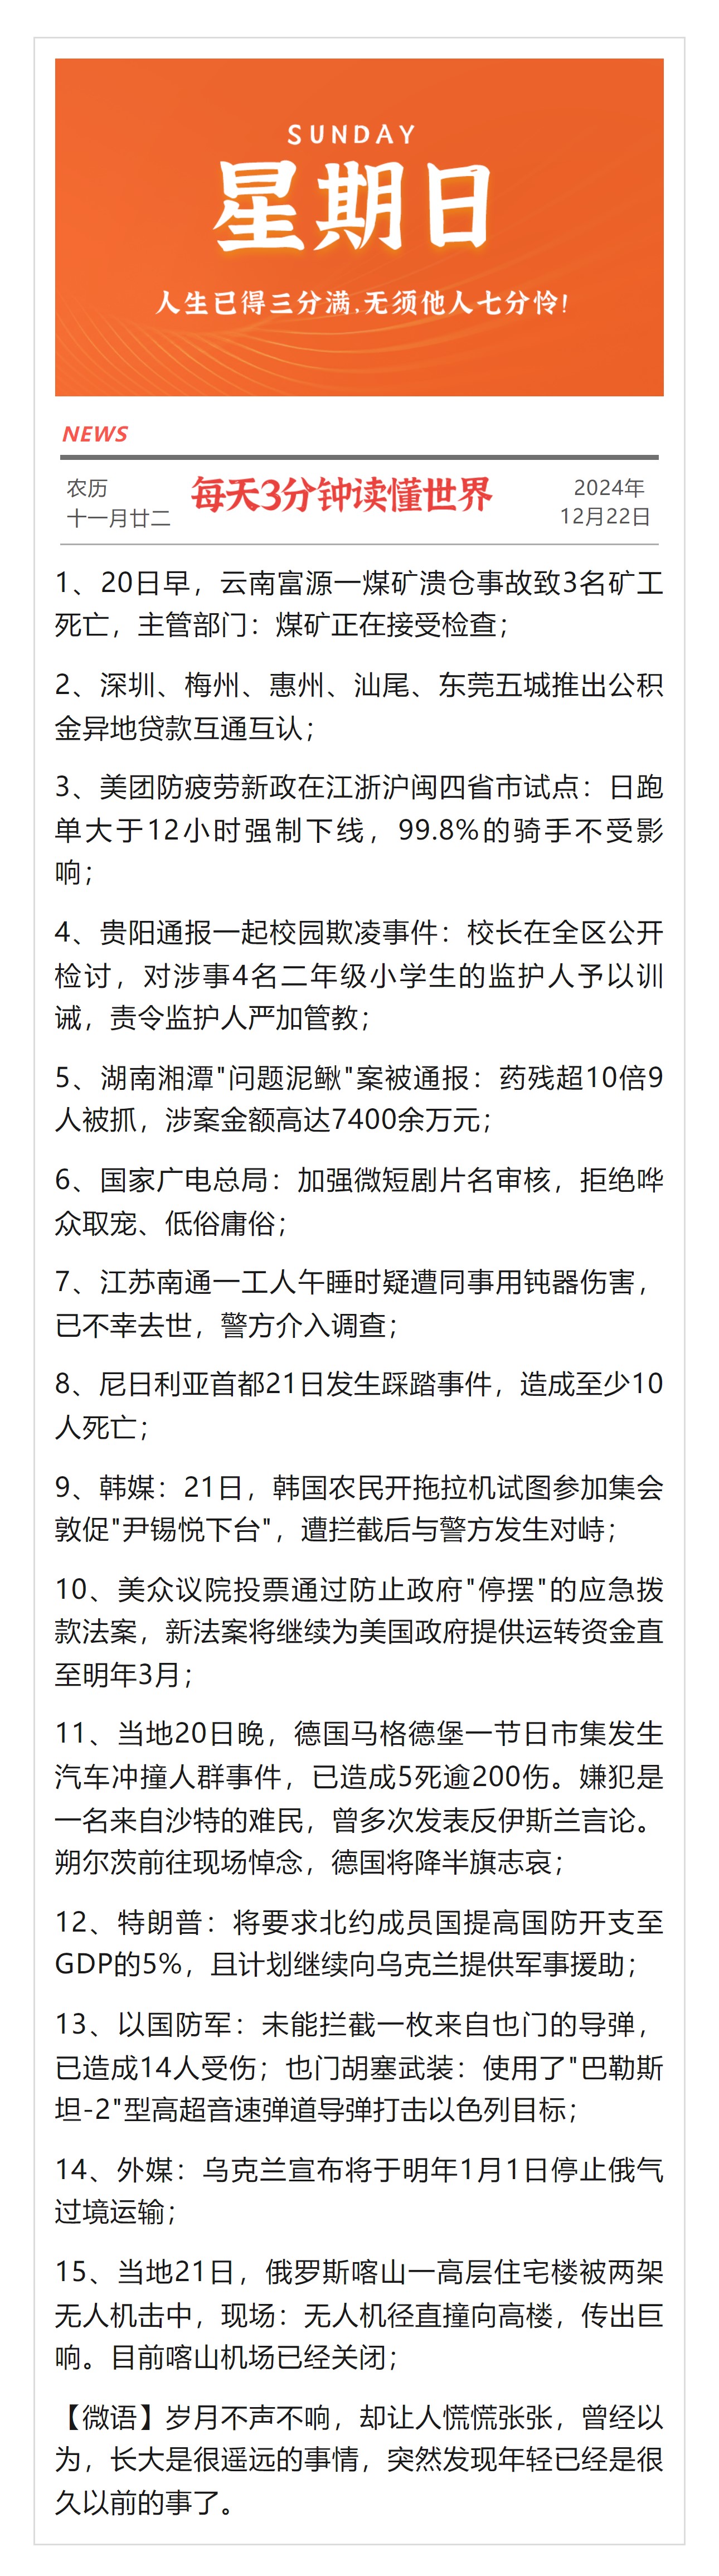 SUNDAY
星期日
人生已得三分满,无须他人七分怜!
NEWS
农历
十一月廿二
每天3分钟读懂世界
2024年
12月22日
1、20日早，云南富源一煤矿溃仓事故致3名矿工
死亡，主管部门：煤矿正在接受检查；
2、深圳、梅州、惠州、汕尾、东莞五城推出公积
金异地贷款互通互认；
3、美团防疲劳新政在江浙沪闽四省市试点：日跑
单大于12小时强制下线，99.8%的骑手不受影
响；
4、贵阳通报一起校园欺凌事件：校长在全区公开
检讨，对涉事4名二年级小学生的监护人予以训
诫，责令监护人严加管教；
5、湖南湘潭"问题泥鳅"案被通报：药残超10倍9
人被抓，涉案金额高达7400余万元；
6、国家广电总局：加强微短剧片名审核，拒绝哗
众取宠、低俗庸俗；
7、江苏南通一工人午睡时疑遭同事用钝器伤害，
已不幸去世，警方介入调查；
8、尼日利亚首都21日发生踩踏事件，造成至少10
人死亡；
9、韩媒：21日，韩国农民开拖拉机试图参加集会
敦促"尹锡悦下台"，遭拦截后与警方发生对峙；
10、美众议院投票通过防止政府"停摆"的应急拨
款法案，新法案将继续为美国政府提供运转资金直
至明年3月；
11、当地20日晚，德国马格德堡一节日市集发生
汽车冲撞人群事件，已造成5死逾200伤。嫌犯是
一名来自沙特的难民，曾多次发表反伊斯兰言论。
朔尔茨前往现场悼念，德国将降半旗志哀；
12、特朗普：将要求北约成员国提高国防开支至
GDP的5%，且计划继续向乌克兰提供军事援助；
13、以国防军：未能拦截一枚来自也门的导弹，
已造成14人受伤；也门胡塞武装：使用了"巴勒斯
坦-2"型高超音速弹道导弹打击以色列目标；
14、外媒：乌克兰宣布将于明年1月1日停止俄气
过境运输；
15、当地21日，俄罗斯喀山一高层住宅楼被两架
无人机击中，现场：无人机径直撞向高楼，传出巨
响。目前喀山机场已经关闭；
【微语】岁月不声不响，却让人慌慌张张，曾经以
为，长大是很遥远的事情，突然发现年轻已经是很
久以前的事了。